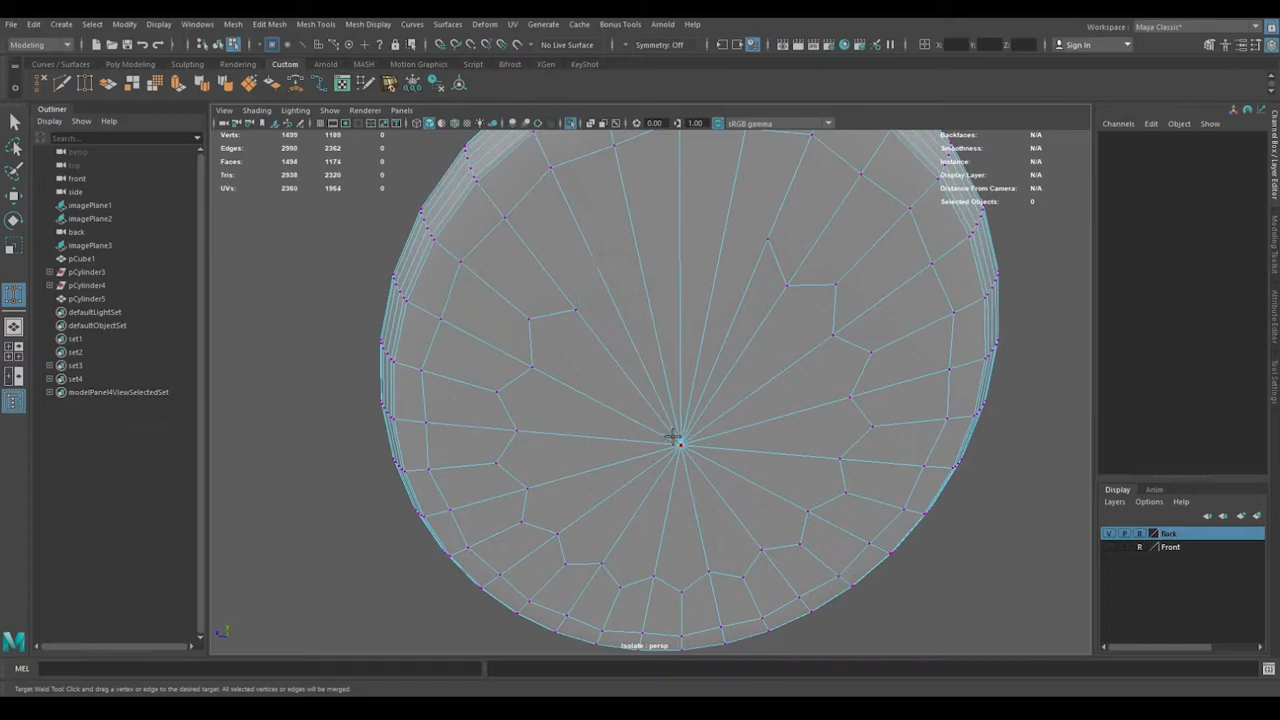 File Edit Create Select Modify Display Windows Mesh Edit Mesh Mesh Tools Mesh Display Curves Surfaces Deform UV Generate Cache Bonus Tools Arnold Help
Workspace : Maya Classic*
Modeling
No Live Surface
Symmetry: Off
X: Y: Z:
Sign In
Curves / Surfaces Poly Modeling Sculpting Rendering Custom Arnold MASH Motion Graphics Script Bifrost XGen KeyShot
Outliner
Display Show Help
Search...
persp
top
front
side
imagePlane1
imagePlane2
back
imagePlane3
pCube1
pCylinder3
pCylinder4
pCylinder5
defaultLightSet
defaultObjectSet
set1
set2
set3
set4
modelPanel4ViewSelectedSet
View Shading Lighting Show Renderer Panels
0.00 1.00 sRGB gamma
Verts: 1499 1189 0
Edges: 2990 2362 0
Faces: 1494 1174 0
Tris: 2938 2320 0
UVs: 2360 1964 0
Backfaces: N/A
Smoothness: N/A
Instance: N/A
Display Layer: N/A
Distance From Camera: N/A
Selected Objects: 0
Isolate : persp
Channels Edit Object Show
Channel Box / Layer Editor
Modeling Toolkit
Display Anim
Layers Options Help
V P R Back
R Front
MEL
Target Weld Tool: Click and drag a vertex or edge to the desired target. All selected vertices or edges will be merged.